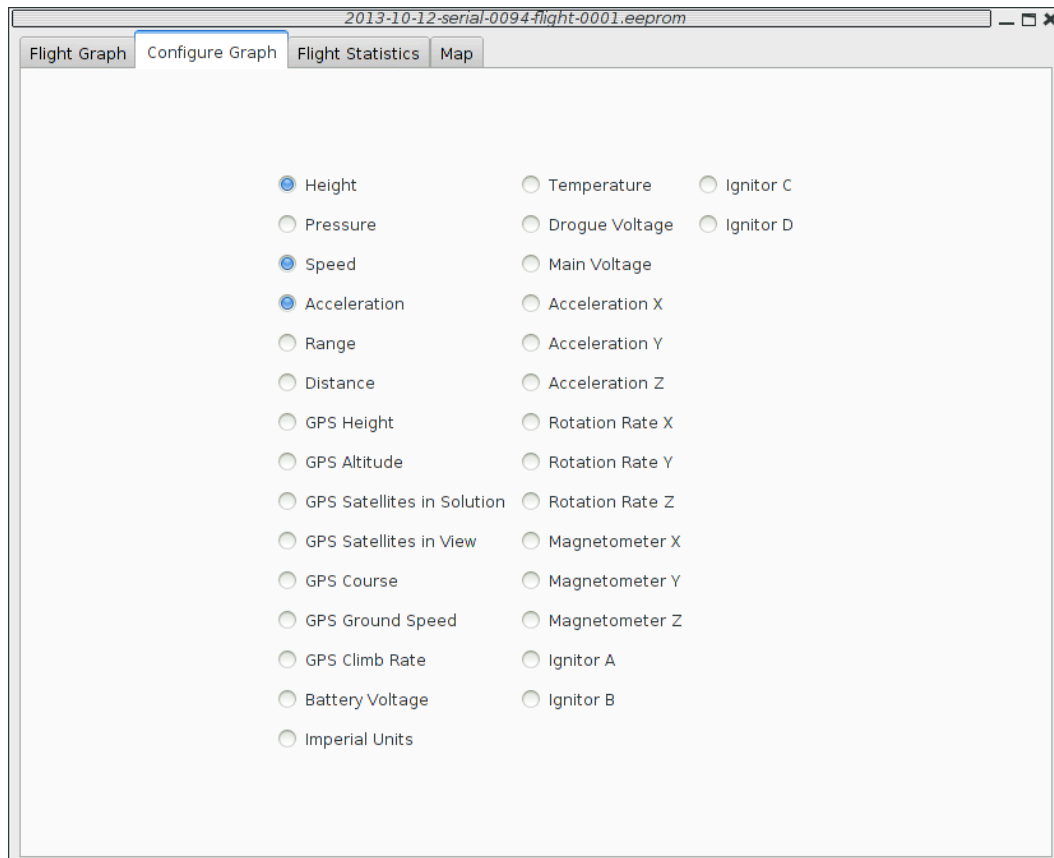 2013-10-12-serial-0094-flight-0001.eeprom
Flight Graph Configure Graph Flight Statistics Map
Height Temperature Ignitor C
Pressure Drogue Voltage Ignitor D
Speed Main Voltage
Acceleration Acceleration X
Range Acceleration Y
Distance Acceleration Z
GPS Height Rotation Rate X
GPS Altitude Rotation Rate Y
GPS Satellites in Solution Rotation Rate Z
GPS Satellites in View Magnetometer X
GPS Course Magnetometer Y
GPS Ground Speed Magnetometer Z
GPS Climb Rate Ignitor A
Battery Voltage Ignitor B
Imperial Units